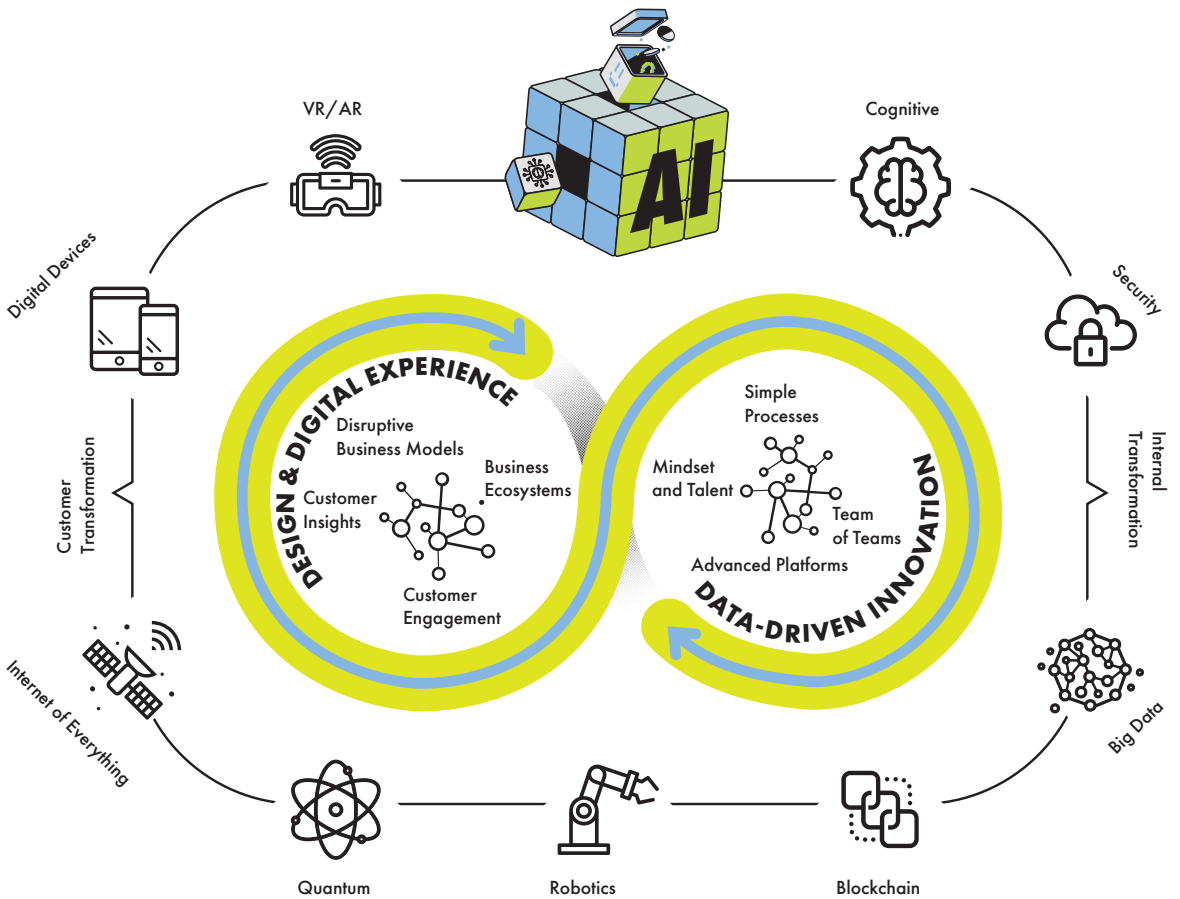 VR/AR
AI
Cognitive
Digital Devices
Security
DESIGN & DIGITAL EXPERIENCE
Disruptive
Business Models
Business
Ecosystems
Customer
Insights
Customer
Engagement
Simple
Processes
Mindset
and Talent
Team
of Teams
Advanced Platforms
DATA-DRIVEN INNOVATION
Customer
Transformation
Internal
Transformation
Internet of Everything
Big Data
Quantum
Robotics
Blockchain